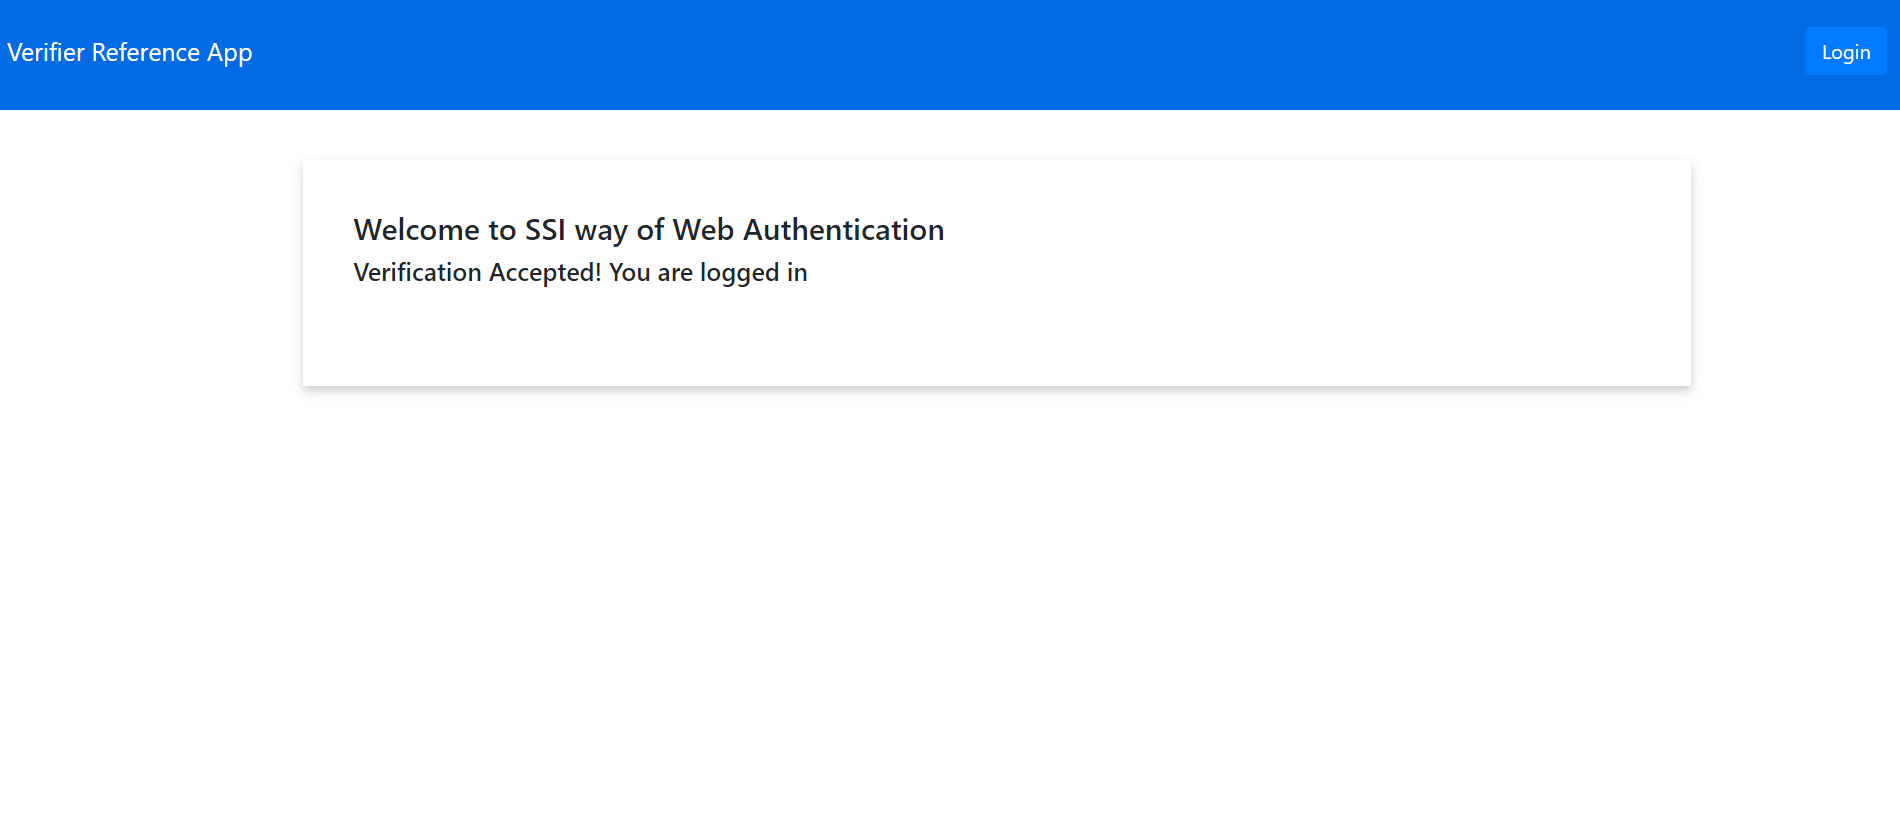 Verifier Reference App
Login
Welcome to SSI way of Web Authentication
Verification Accepted! You are logged in